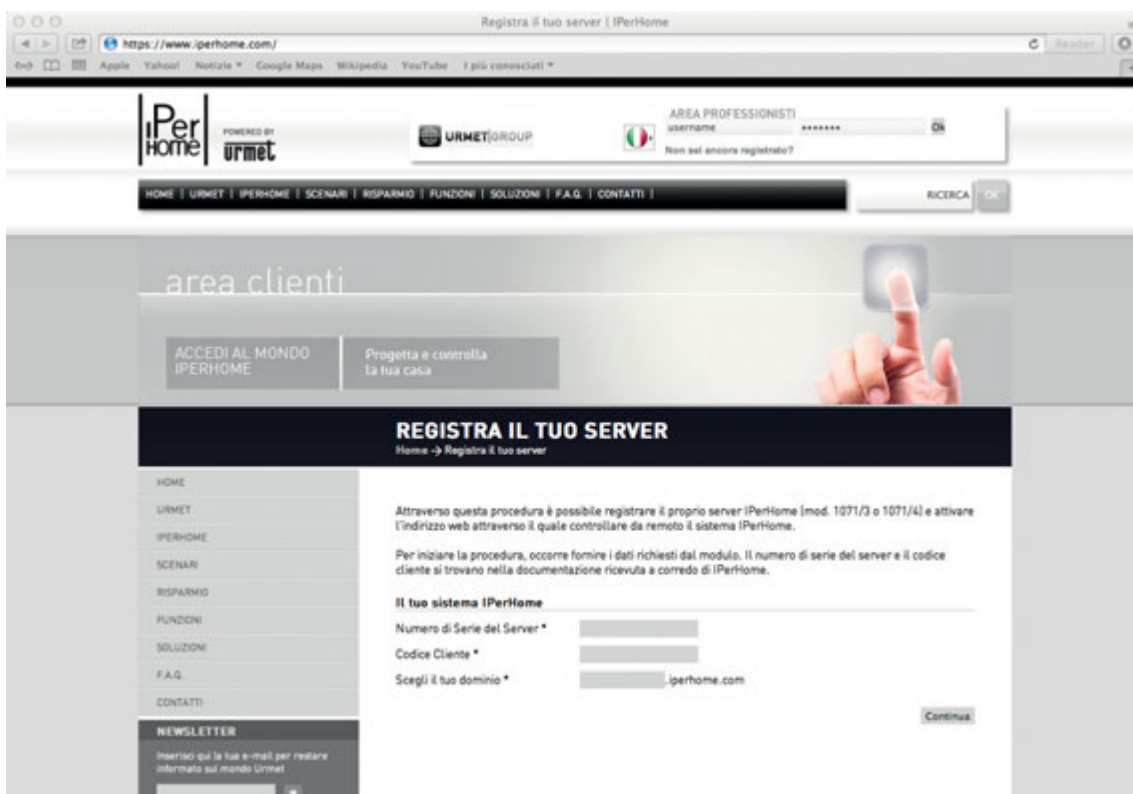 Registra il tuo server | IPerHome
https://www.iperhome.com/
Reader
Apple Yahoo! Notizie Google Maps Wikipedia YouTube I più conosciuti
IPer Home
POWERED BY
urmet
URMET GROUP
AREA PROFESSIONISTI
username
Ok
Non sei ancora registrato?
HOME | URMET | IPERHOME | SCENARI | RISPARMIO | FUNZIONI | SOLUZIONI | F.A.Q. | CONTATTI |
RICERCA OK
area clienti
ACCEDI AL MONDO
IPERHOME
Progetta e controlla
la tua casa
REGISTRA IL TUO SERVER
Home → Registra il tuo server
HOME
URMET
IPERHOME
SCENARI
RISPARMIO
FUNZIONI
SOLUZIONI
F.A.Q.
CONTATTI
NEWSLETTER
Inserisci qui la tua e-mail per restare
informato sul mondo Urmet
Attraverso questa procedura è possibile registrare il proprio server IPerHome (mod. 1071/3 o 1071/4) e attivare
l'indirizzo web attraverso il quale controllare da remoto il sistema IPerHome.
Per iniziare la procedura, occorre fornire i dati richiesti dal modulo. Il numero di serie del server e il codice
cliente si trovano nella documentazione ricevuta a corredo di IPerHome.
Il tuo sistema IPerHome
Numero di Serie del Server *
Codice Cliente *
Scegli il tuo dominio * .iperhome.com
Continua